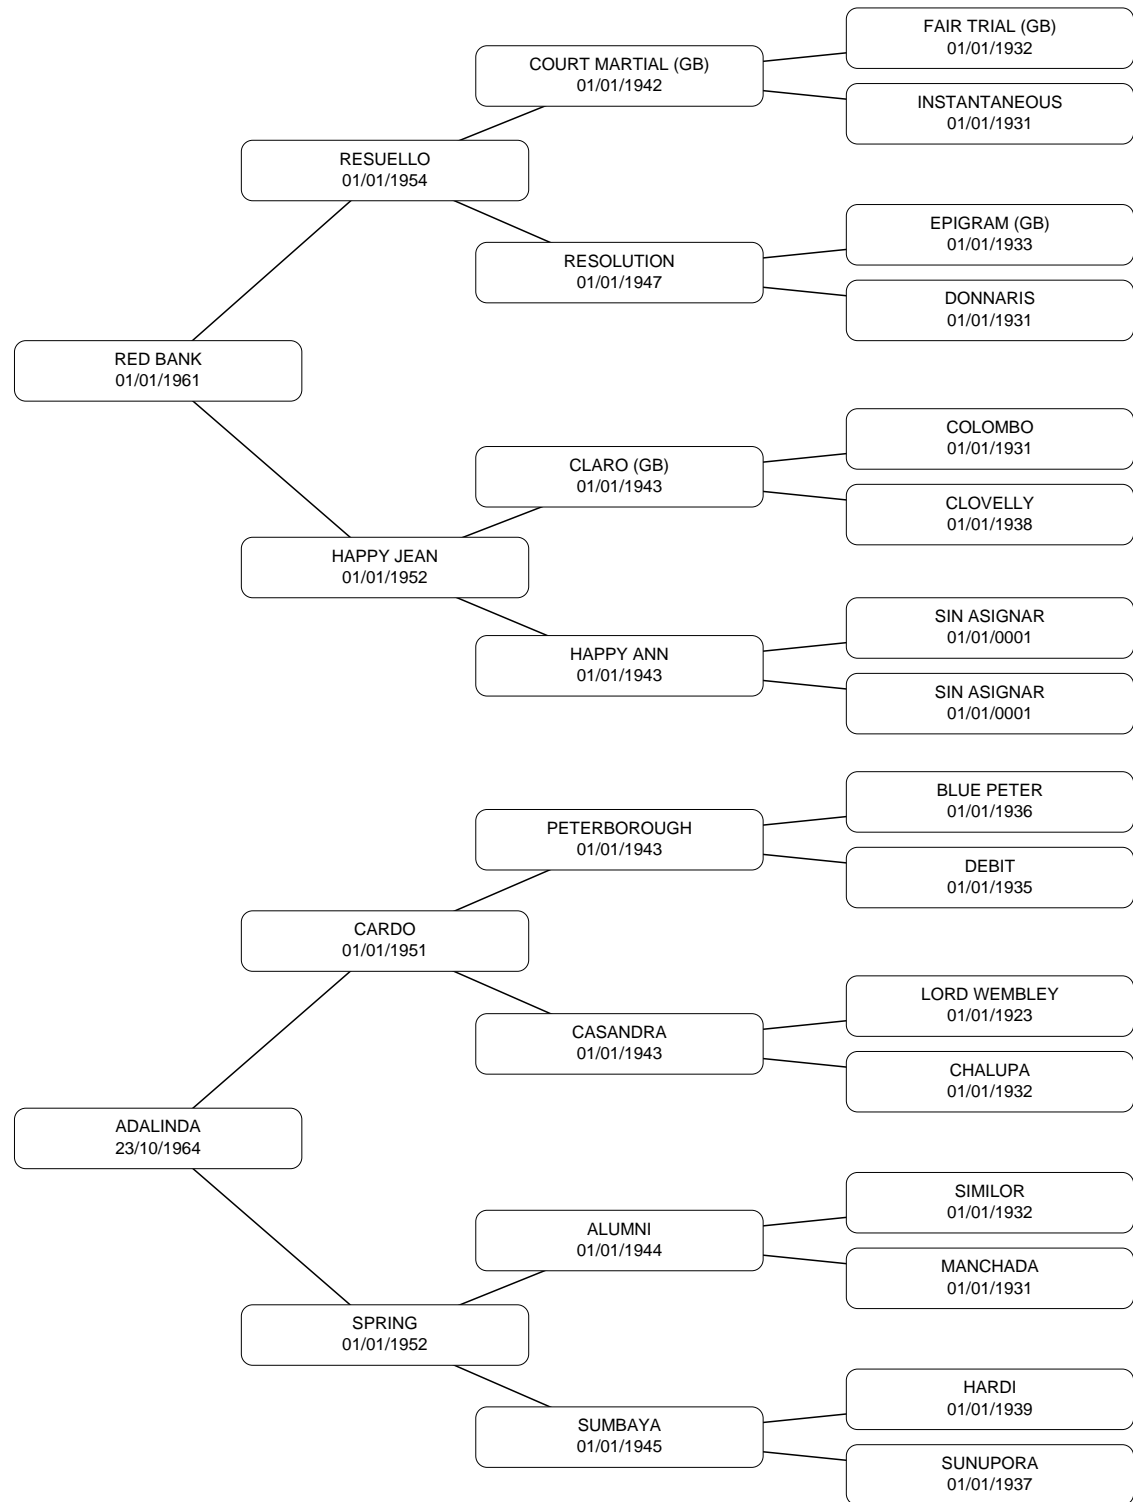 FAIR TRIAL (GB)
01/01/1932
COURT MARTIAL (GB)
01/01/1942
INSTANTANEOUS
01/01/1931
RESUELLO
01/01/1954
EPIGRAM (GB)
01/01/1933
RESOLUTION
01/01/1947
DONNARIS
01/01/1931
RED BANK
01/01/1961
COLOMBO
01/01/1931
CLARO (GB)
01/01/1943
CLOVELLY
01/01/1938
HAPPY JEAN
01/01/1952
SIN ASIGNAR
01/01/0001
HAPPY ANN
01/01/1943
SIN ASIGNAR
01/01/0001
BLUE PETER
01/01/1936
PETERBOROUGH
01/01/1943
DEBIT
01/01/1935
CARDO
01/01/1951
LORD WEMBLEY
01/01/1923
CASANDRA
01/01/1943
CHALUPA
01/01/1932
ADALINDA
23/10/1964
SIMILOR
01/01/1932
ALUMNI
01/01/1944
MANCHADA
01/01/1931
SPRING
01/01/1952
HARDI
01/01/1939
SUMBAYA
01/01/1945
SUNUPORA
01/01/1937